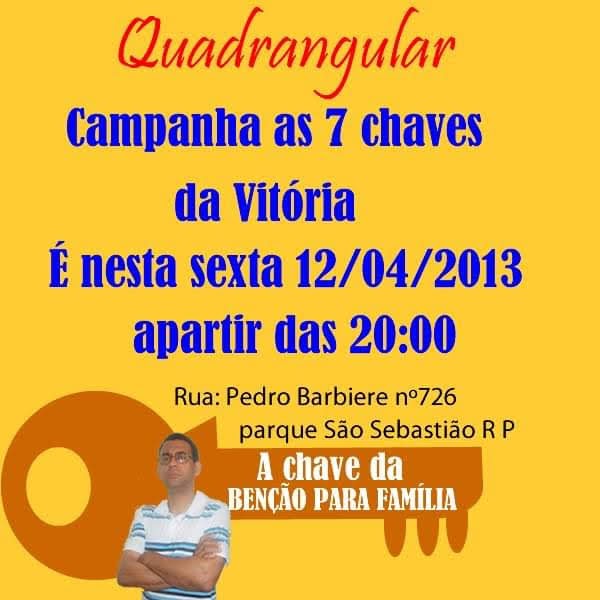 Quadrangular
Campanha as 7 chaves
da Vitória
É nesta sexta 12/04/2013
apartir das 20:00
Rua: Pedro Barbiere nº726
parque São Sebastião R P
A chave da
BENÇÃO PARA FAMÍLIA